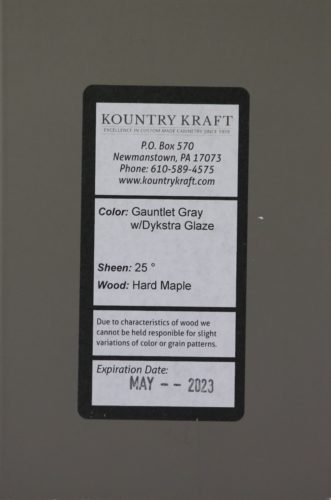 KOUNTRY KRAFT
EXCELLENCE IN CUSTOM MADE CABINETRY SINCE 1959
P.O. Box 570
Newmanstown, PA 17073
Phone: 610-589-4575
www.kountrykraft.com
Color: Gauntlet Gray
w/Dykstra Glaze
Sheen: 25 °
Wood: Hard Maple
Due to characteristics of wood we
cannot be held responsible for slight
variations of color or grain patterns.
Expiration Date:
MAY -- 2023